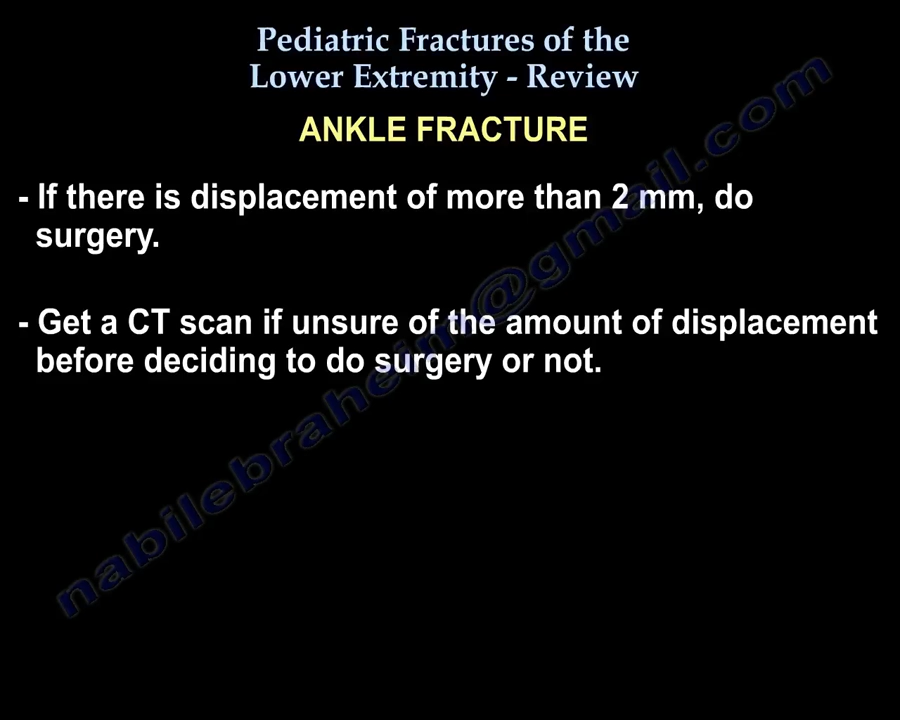 Pediatric Fractures of the
Lower Extremity - Review
ANKLE FRACTURE
- If there is displacement of more than 2 mm, do
surgery.
- Get a CT scan if unsure of the amount of displacement
before deciding to do surgery or not.
nabilebraheim@gmail.com